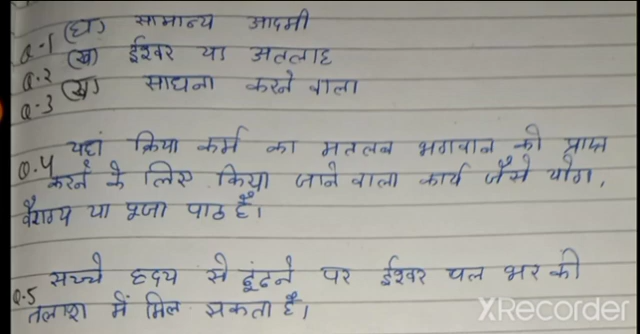 Q.1 (घ) सामान्य आदमी
Q.2 (ख) ईश्वर या अल्लाह
Q.3 साधना करने वाला
Q.4 यहां क्रिया कर्म का मतलब भगवान को प्राप्त
करने के लिए किया जाने वाला कार्य जैसे योग,
वैराग्य या पूजा पाठ हैं।
Q.5 सच्चे हृदय से ढूंढने पर ईश्वर पल भर की
तलाश में मिल सकता है।
XRecorder